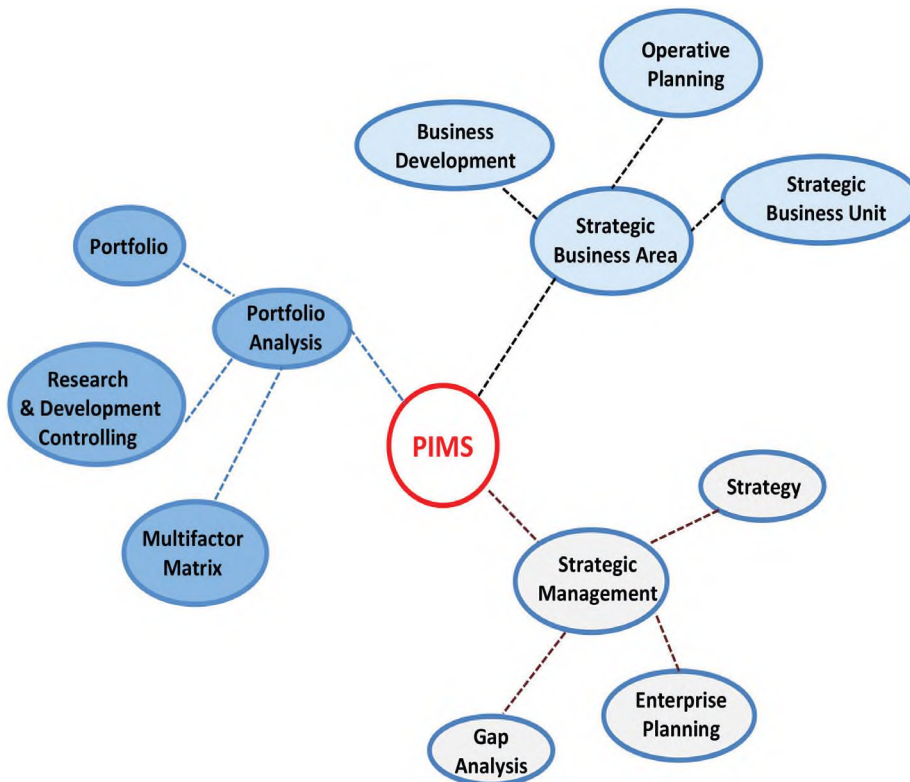 Operative
Planning
Business
Development
Strategic
Business Unit
Strategic
Business Area
Portfolio
Portfolio
Analysis
Research
& Development
Controlling
PIMS
Multifactor
Matrix
Strategy
Strategic
Management
Enterprise
Planning
Gap
Analysis